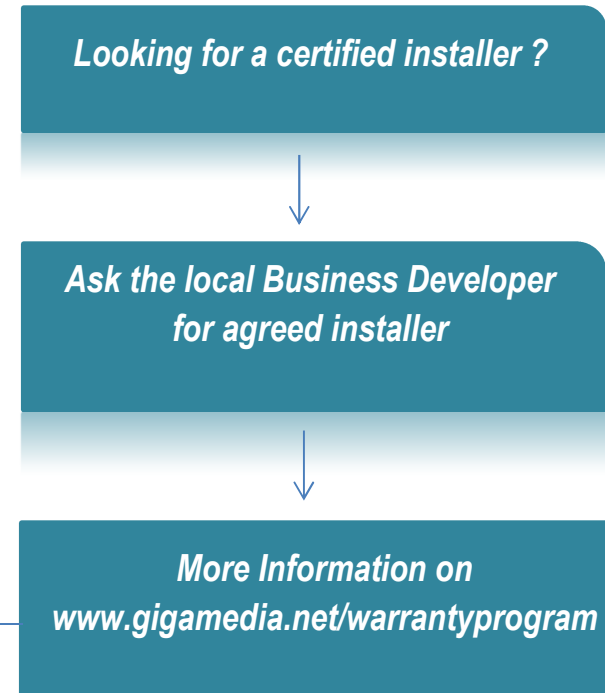 Looking for a certified installer ?
Ask the local Business Developer
for agreed installer
More Information on
www.gigamedia.net/warrantyprogram